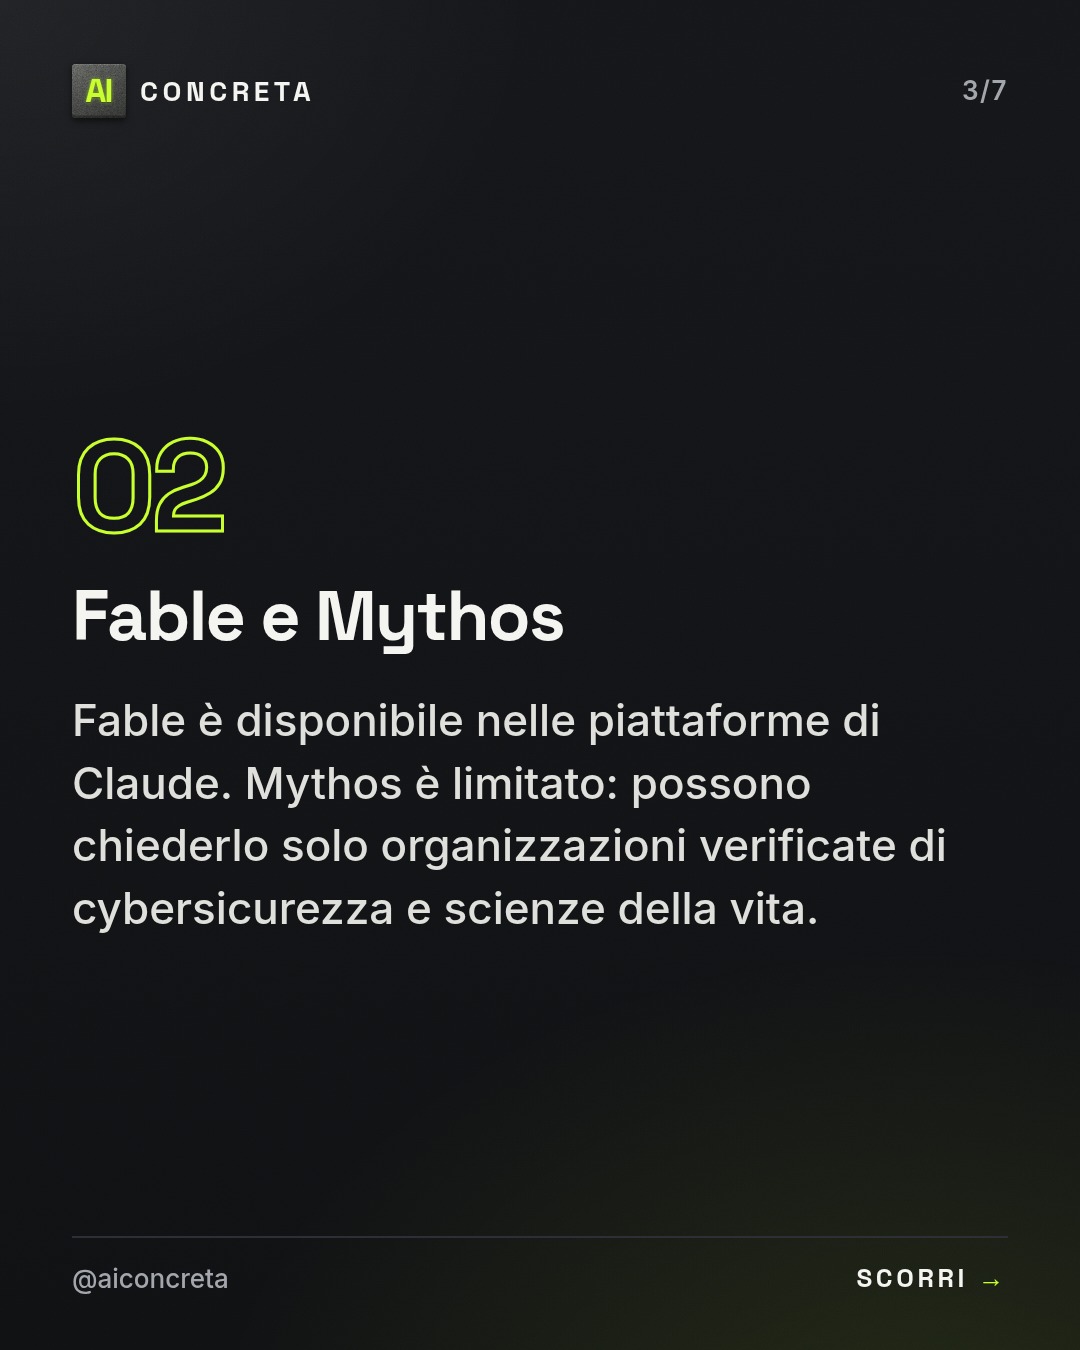 AI CONCRETA
3/7
02
Fable e Mythos
Fable è disponibile nelle piattaforme di
Claude. Mythos è limitato: possono
chiederlo solo organizzazioni verificate di
cybersicurezza e scienze della vita.
@aiconcreta
SCORRI →